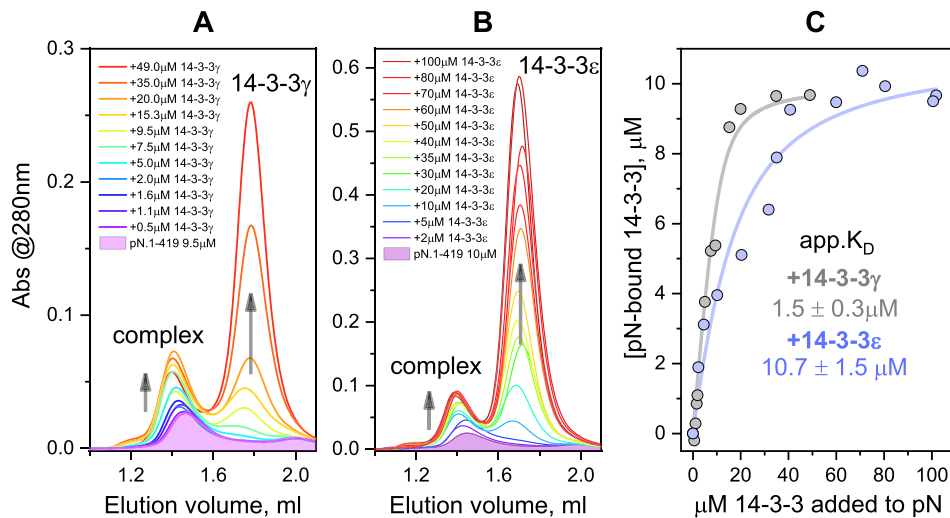 A
B
C
Abs @280nm
0.3
0.2
0.1
0.0
+49.0μM 14-3-3γ
+35.0μM 14-3-3γ
+20.0μM 14-3-3γ
+15.3μM 14-3-3γ
+9.5μM 14-3-3γ
+7.5μM 14-3-3γ
+5.0μM 14-3-3γ
+2.0μM 14-3-3γ
+1.6μM 14-3-3γ
+1.1μM 14-3-3γ
+0.5μM 14-3-3γ
pN.1-419 9.5μM
14-3-3γ
complex
1.2 1.6 2.0
Elution volume, ml
0.6
0.5
0.4
0.3
0.2
0.1
0.0
+100μM 14-3-3ε
+80μM 14-3-3ε
+70μM 14-3-3ε
+60μM 14-3-3ε
+50μM 14-3-3ε
+40μM 14-3-3ε
+35μM 14-3-3ε
+30μM 14-3-3ε
+20μM 14-3-3ε
+10μM 14-3-3ε
+5μM 14-3-3ε
+2μM 14-3-3ε
pN.1-419 10μM
14-3-3ε
complex
1.2 1.6 2.0
Elution volume, ml
[pN-bound 14-3-3], μM
10
8
6
4
2
0
app.KD
+14-3-3γ
1.5 ± 0.3μM
+14-3-3ε
10.7 ± 1.5 μM
0 20 40 60 80 100
μM 14-3-3 added to pN